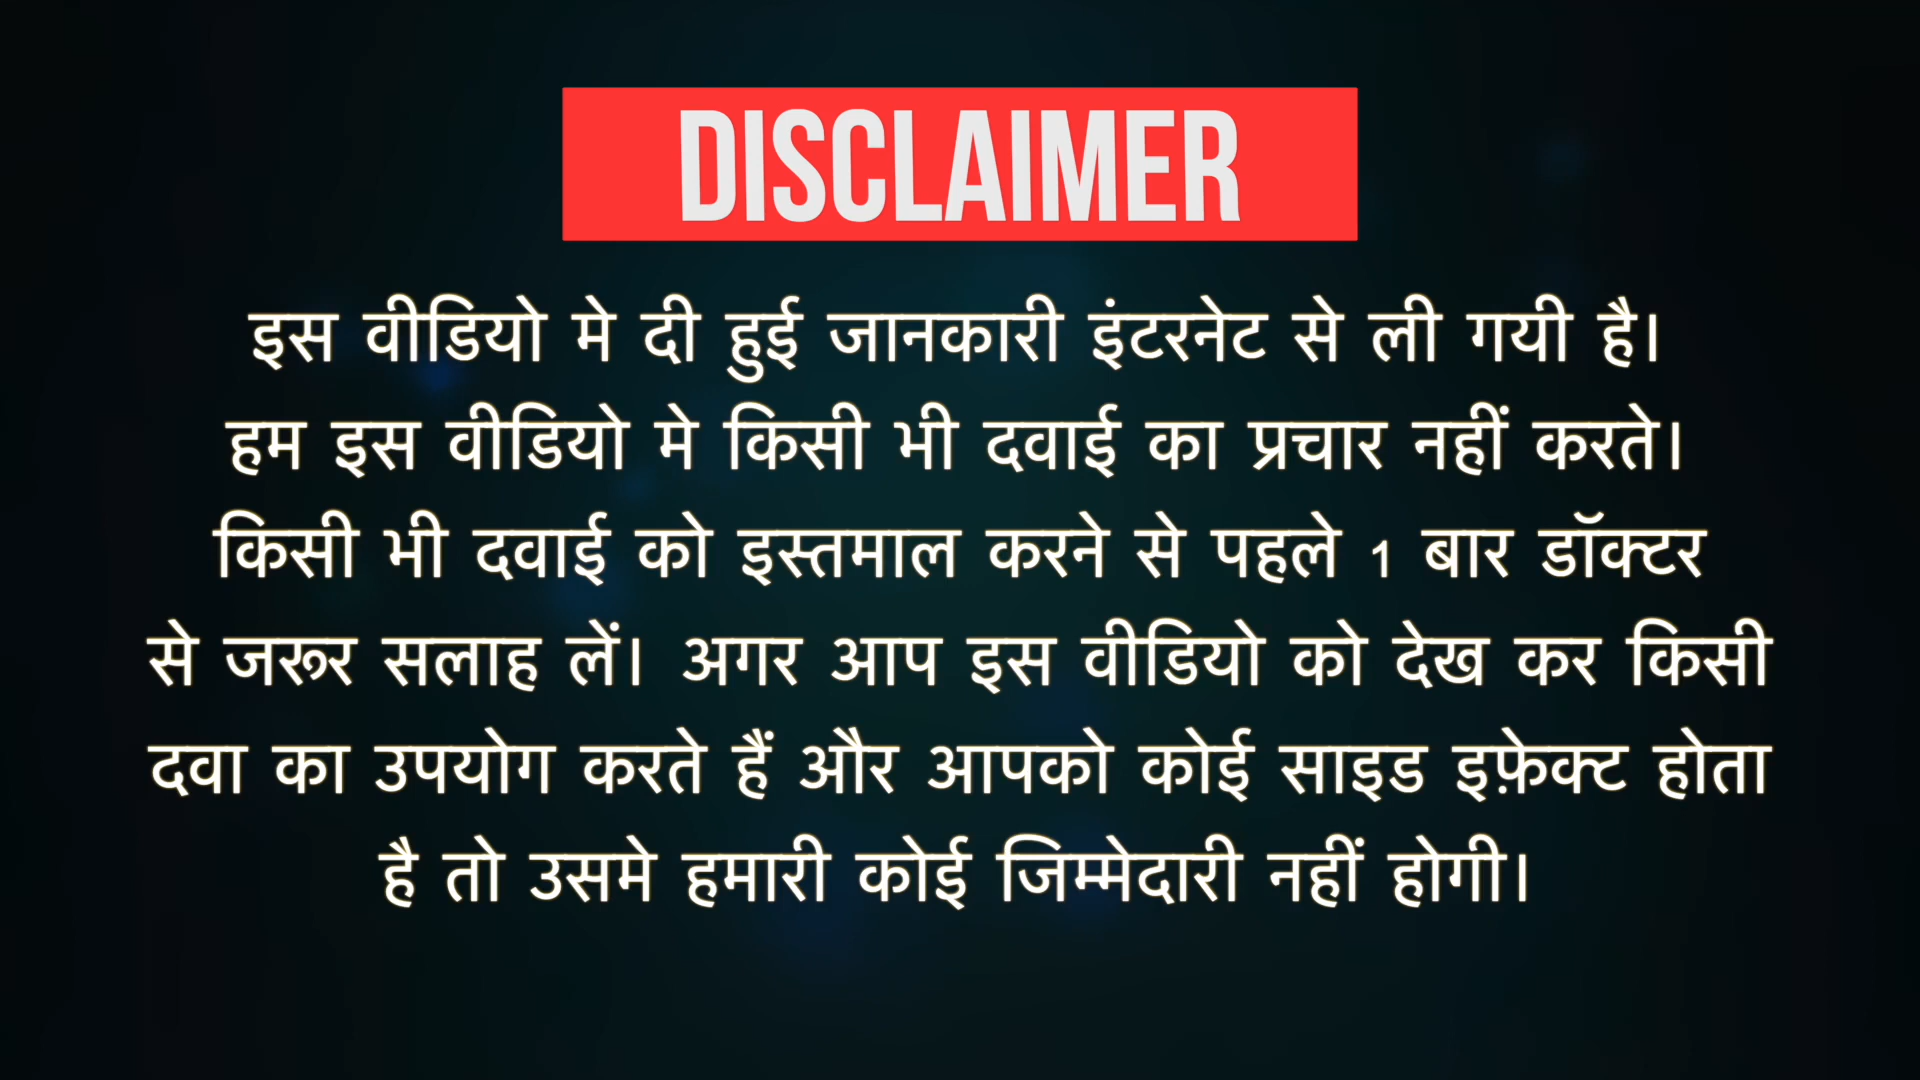 DISCLAIMER
इस वीडियो मे दी हुई जानकारी इंटरनेट से ली गयी है।
हम इस वीडियो मे किसी भी दवाई का प्रचार नहीं करते।
किसी भी दवाई को इस्तमाल करने से पहले 1 बार डॉक्टर
से जरूर सलाह लें। अगर आप इस वीडियो को देख कर किसी
दवा का उपयोग करते हैं और आपको कोई साइड इफ़ेक्ट होता
है तो उसमे हमारी कोई जिम्मेदारी नहीं होगी।